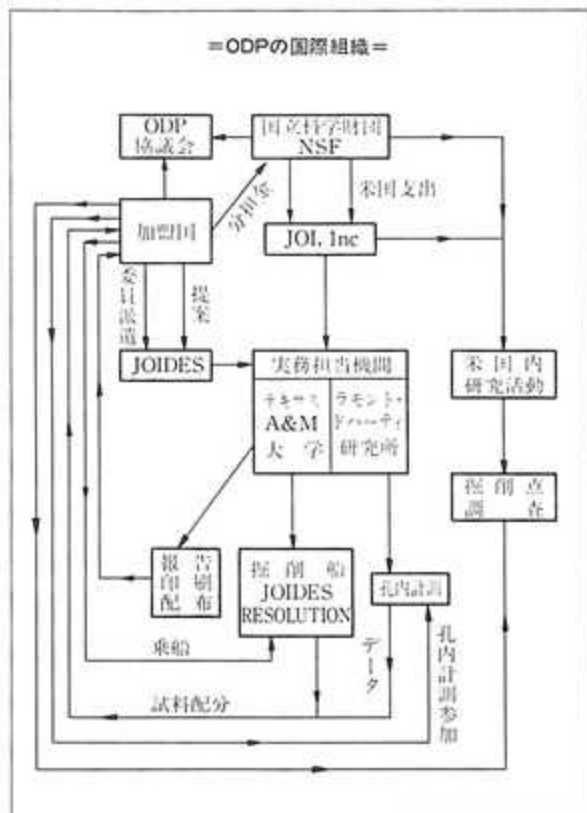 =ODPの国際組織=
ODP
協議会
国立科学財団
NSF
分担金
米国支出
加盟国
JOI, Inc
委員派遣
提案
JOIDES
実務担当機関
テキサス
A&M
大学
ラモント・
ドハーティ
研究所
米国内
研究活動
掘削点
調査
報告
印刷
配布
掘削船
JOIDES
RESOLUTION
孔内計測
乗船
データ
孔内計測参加
試料配分